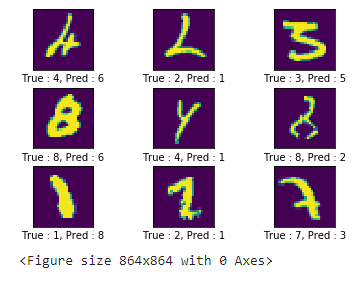 True : 4, Pred : 6 True : 2, Pred : 1 True : 3, Pred : 5
True : 8, Pred : 6 True : 4, Pred : 1 True : 8, Pred : 2
True : 1, Pred : 8 True : 2, Pred : 1 True : 7, Pred : 3
<Figure size 864x864 with 0 Axes>